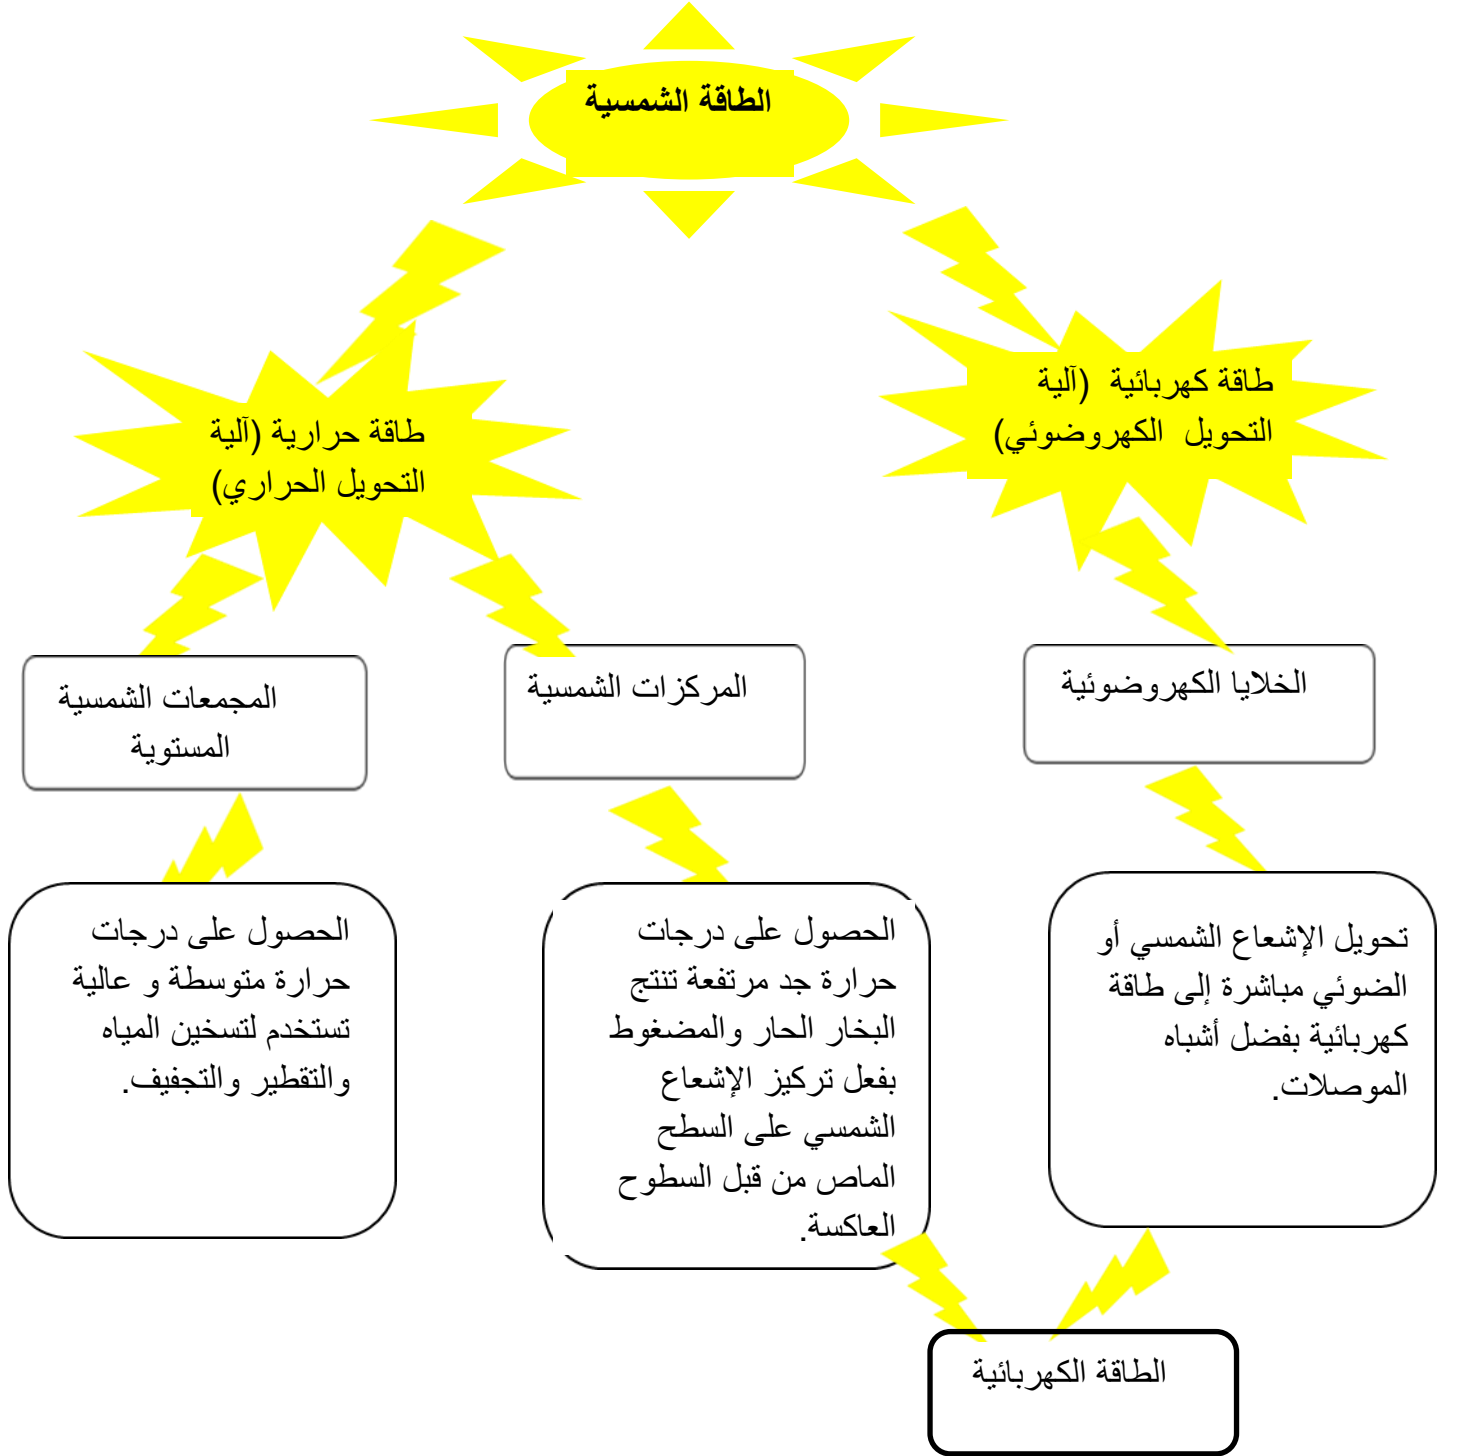 الطاقة الشمسية
طاقة كهربائية (آلية
التحويل الكهروضوئي)
طاقة حرارية (آلية
التحويل الحراري)
الخلايا الكهروضوئية
المركزات الشمسية
المجمعات الشمسية
المستوية
تحويل الإشعاع الشمسي أو
الضوئي مباشرة إلى طاقة
كهربائية بفضل أشباه
الموصلات.
الحصول على درجات
حرارة جد مرتفعة تنتج
البخار الحار والمضغوط
بفعل تركيز الإشعاع
الشمسي على السطح
الماص من قبل السطوح
العاكسة.
الحصول على درجات
حرارة متوسطة و عالية
تستخدم لتسخين المياه
والتقطير والتجفيف.
الطاقة الكهربائية